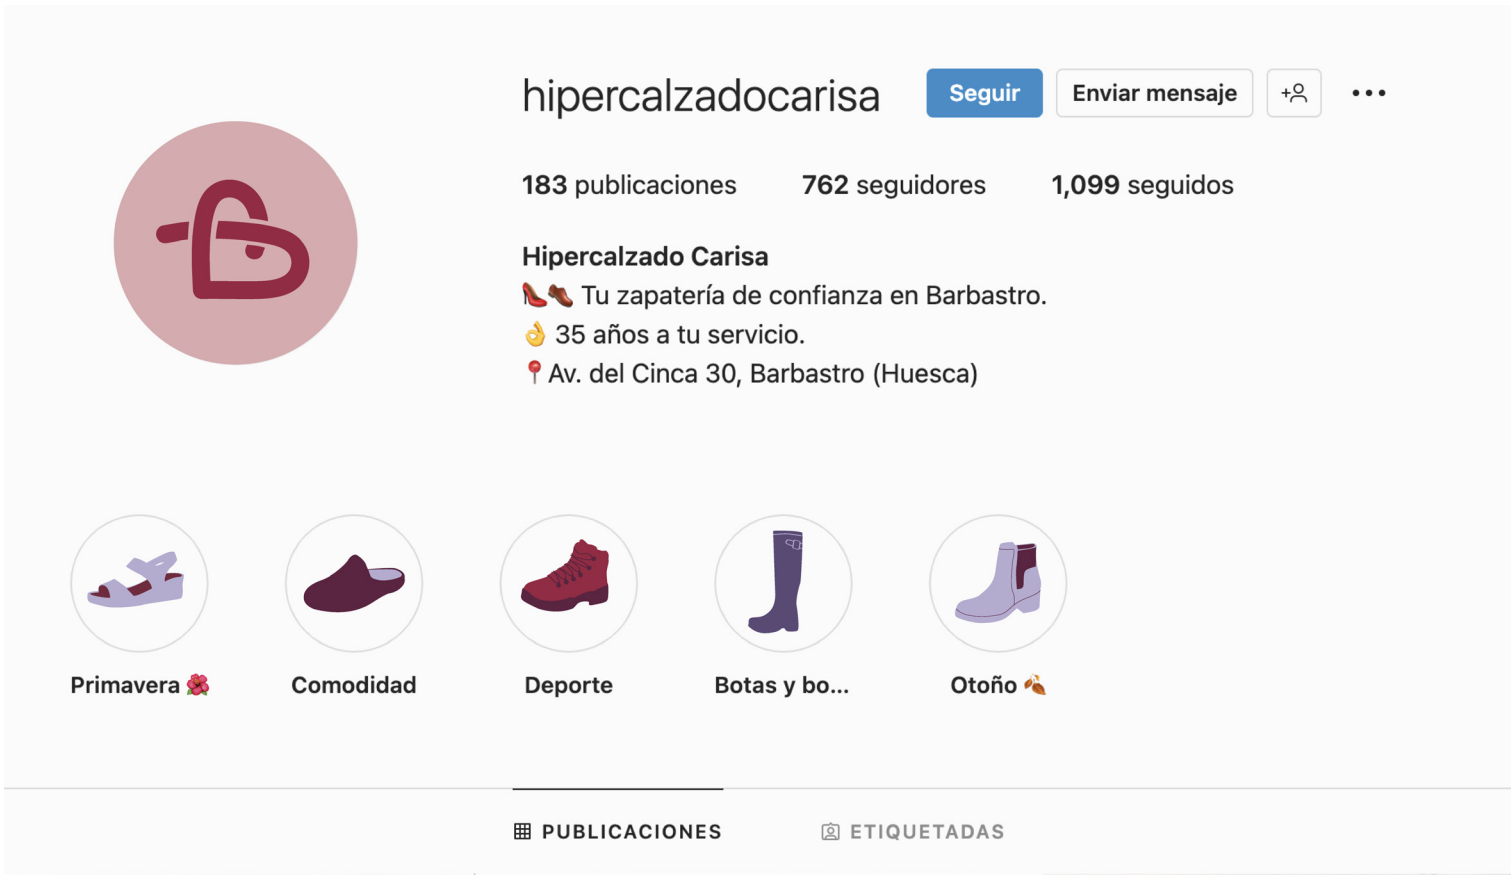 hipercalzadocarisa Seguir Enviar mensaje
183 publicaciones 762 seguidores 1,099 seguidos
Hipercalzado Carisa
👠👞 Tu zapatería de confianza en Barbastro.
👌 35 años a tu servicio.
📍Av. del Cinca 30, Barbastro (Huesca)
Primavera 🌺 Comodidad Deporte Botas y bo... Otoño 🍂
PUBLICACIONES ETIQUETADAS